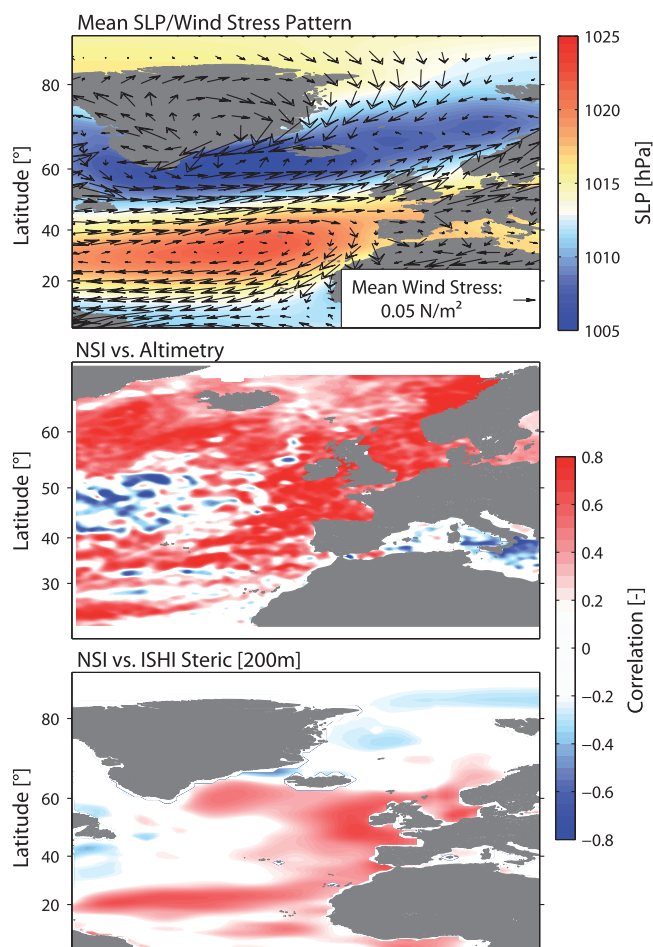 Mean SLP/Wind Stress Pattern
80
60
40
20
Latitude [°]
Mean Wind Stress:
0.05 N/m²
1025
1020
1015
1010
1005
SLP [hPa]
NSI vs. Altimetry
60
50
40
30
Latitude [°]
0.8
0.6
0.4
0.2
0
−0.2
−0.4
−0.6
−0.8
Correlation [-]
NSI vs. ISHI Steric [200m]
80
60
40
20
Latitude [°]